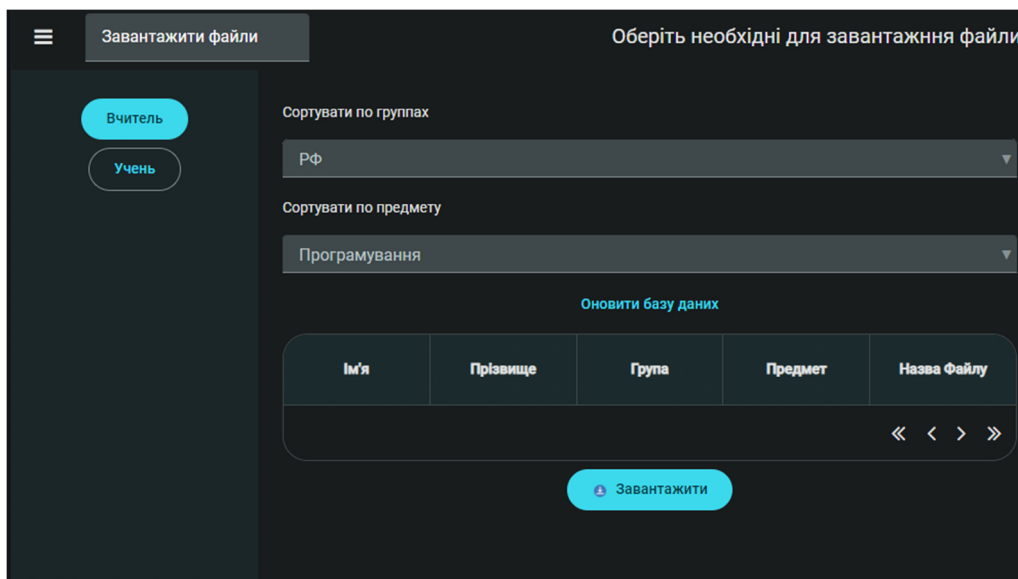 Завантажити файли
Оберіть необхідні для завантажння файли
Вчитель
Учень
Сортувати по группах
РФ
Сортувати по предмету
Програмування
Оновити базу даних
Ім'я Прізвище Група Предмет Назва Файлу
Завантажити